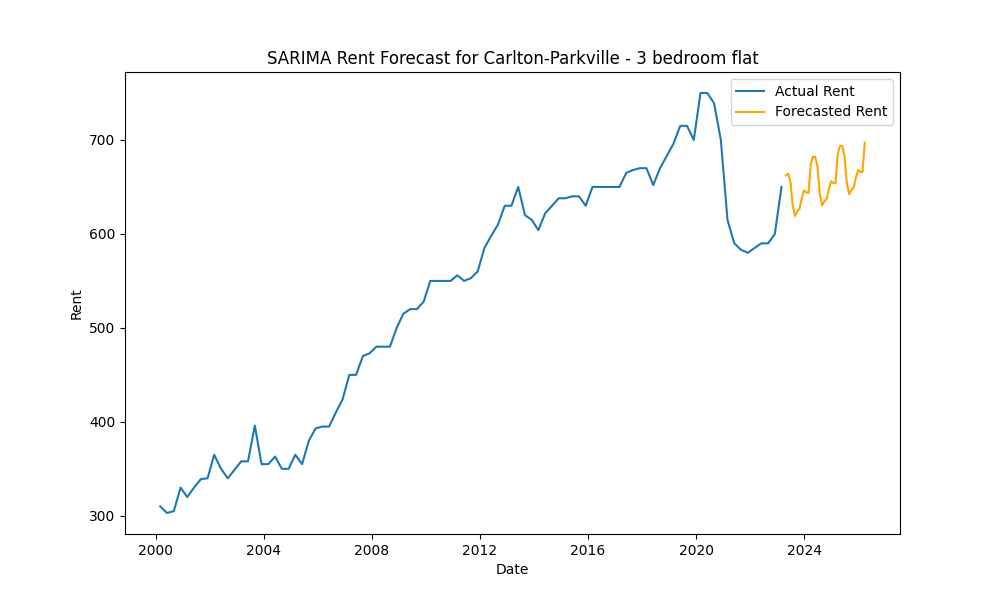 SARIMA Rent Forecast for Carlton-Parkville - 3 bedroom flat
Actual Rent
Forecasted Rent
700
600
500
400
300
Rent
2000 2004 2008 2012 2016 2020 2024
Date